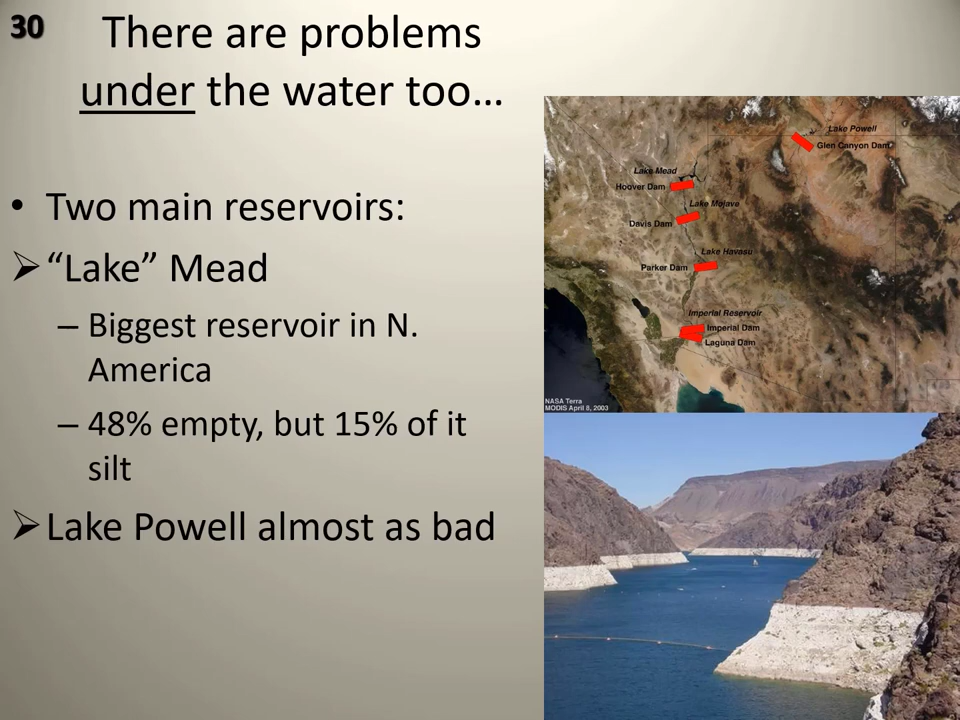 30
There are problems
under the water too…
• Two main reservoirs:
➢ “Lake” Mead
– Biggest reservoir in N.
America
– 48% empty, but 15% of it
silt
➢ Lake Powell almost as bad
Lake Powell
Glen Canyon Dam
Lake Mead
Hoover Dam
Lake Mojave
Davis Dam
Lake Havasu
Parker Dam
Imperial Reservoir
Imperial Dam
Laguna Dam
NASA Terra
MODIS April 8, 2003